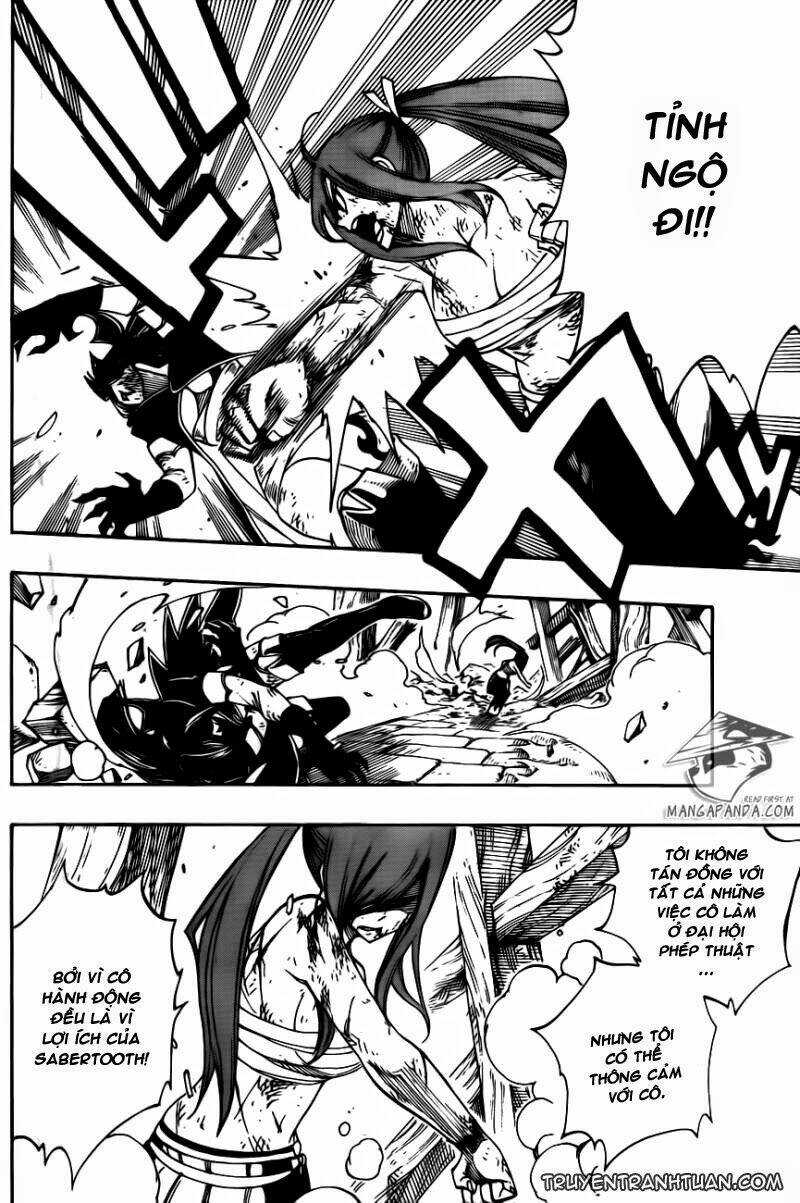 TỈNH
NGỘ
ĐI!!
READ FIRST AT
MANGAPANDA.COM
TÔI KHÔNG
TÁN ĐỒNG VỚI
TẤT CẢ NHỮNG
VIỆC CÔ LÀM
Ở ĐẠI HỘI
PHÉP THUẬT
...
NHƯNG TÔI
CÓ THỂ
THÔNG CẢM
VỚI CÔ.
BỞI VÌ CÔ
HÀNH ĐỘNG
ĐỀU LÀ VÌ
LỢI ÍCH CỦA
SABERTOOTH!
TRUYENTRANHTUAN.COM